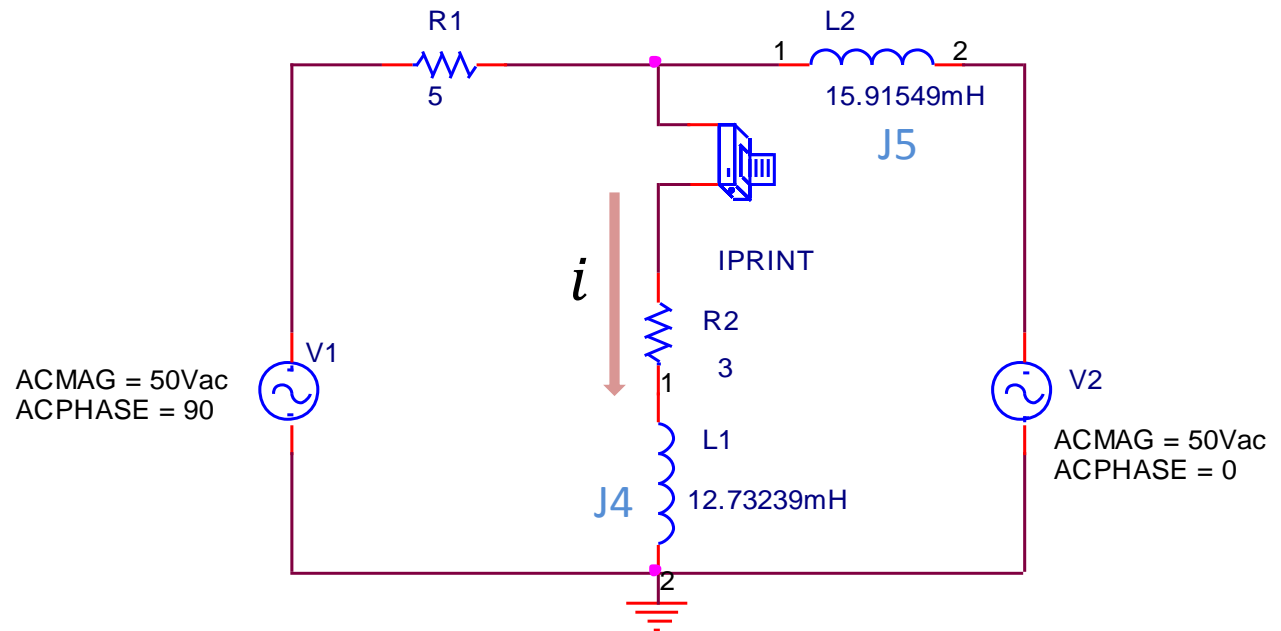 R1
5
L2
1
2
15.91549mH
J5
IPRINT
i
R2
3
V1
ACMAG = 50Vac
ACPHASE = 90
1
V2
ACMAG = 50Vac
ACPHASE = 0
L1
J4
12.73239mH
2